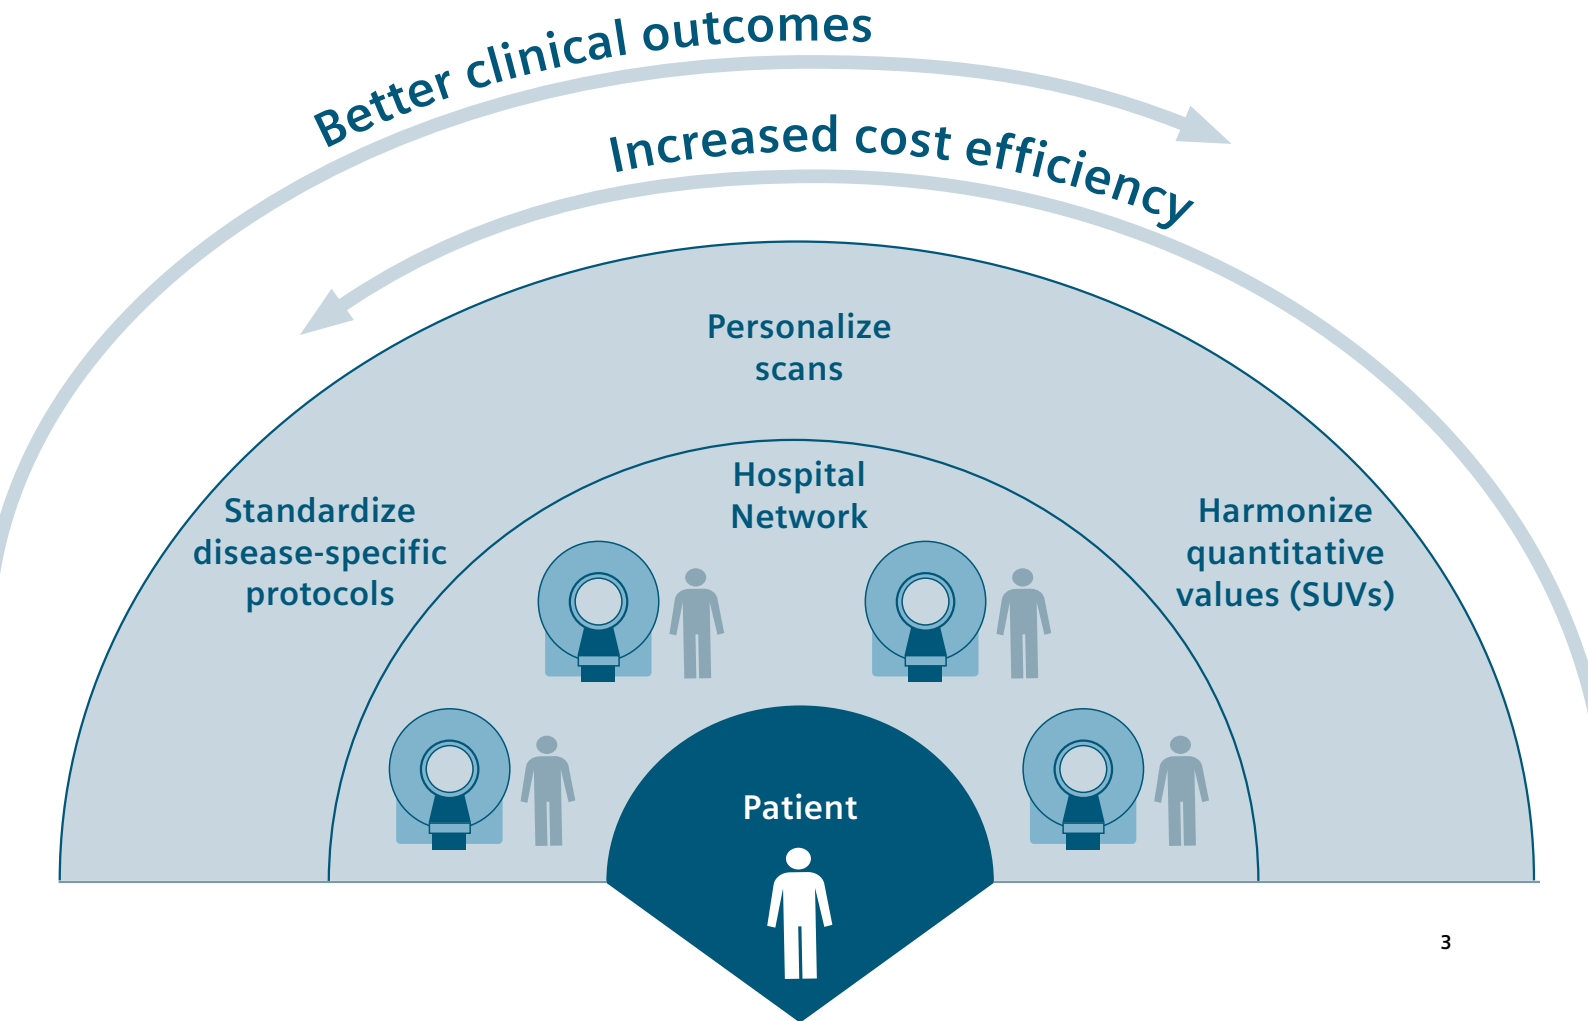 Better clinical outcomes
Increased cost efficiency
Personalize
scans
Hospital
Network
Standardize
disease-specific
protocols
Harmonize
quantitative
values (SUVs)
Patient
3